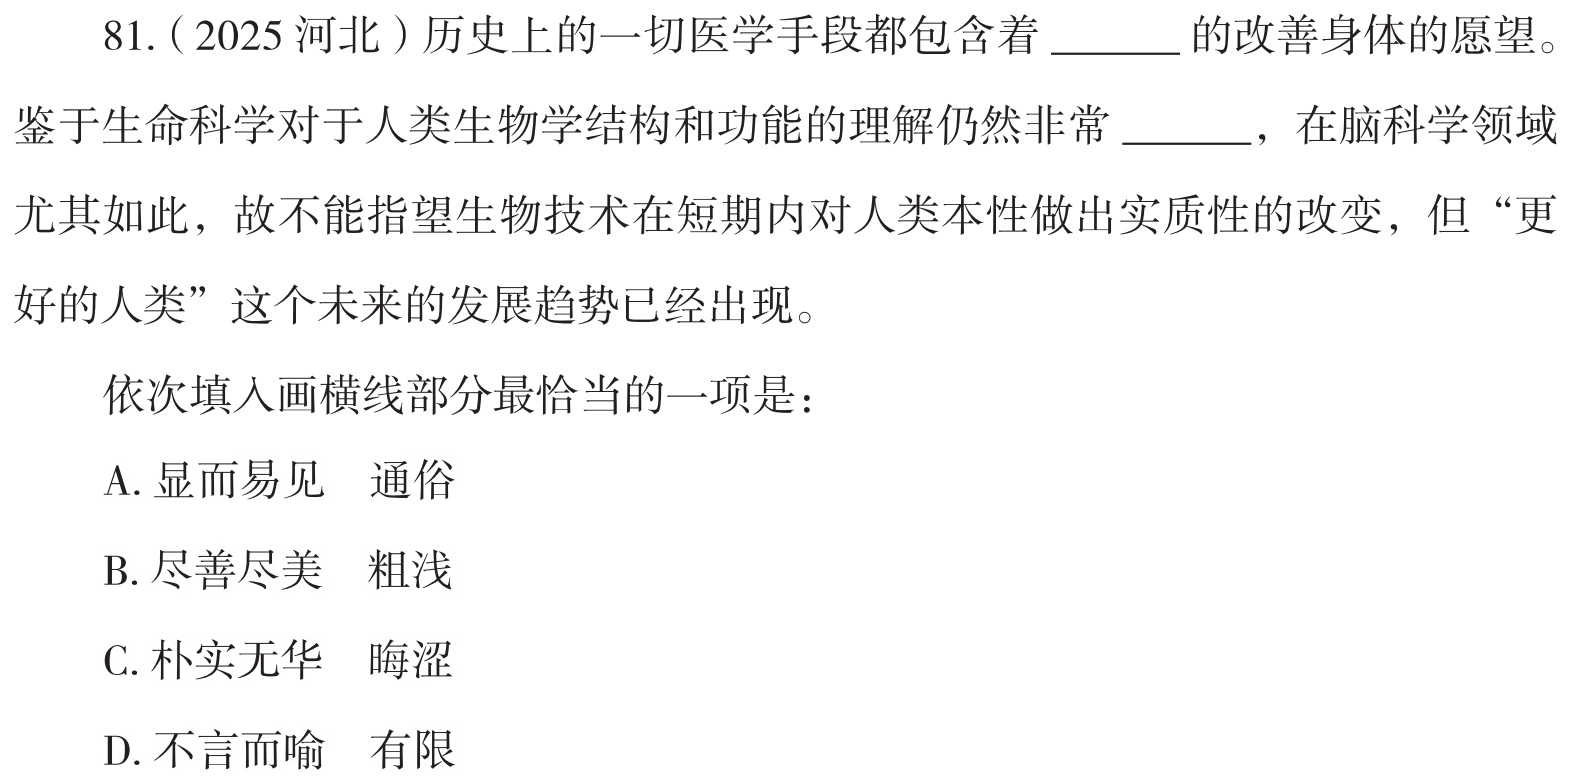 81.（2025 河北）历史上的一切医学手段都包含着 ______ 的改善身体的愿望。
鉴于生命科学对于人类生物学结构和功能的理解仍然非常 ______，在脑科学领域
尤其如此，故不能指望生物技术在短期内对人类本性做出实质性的改变，但“更
好的人类”这个未来的发展趋势已经出现。
依次填入画横线部分最恰当的一项是：
A. 显而易见　通俗
B. 尽善尽美　粗浅
C. 朴实无华　晦涩
D. 不言而喻　有限